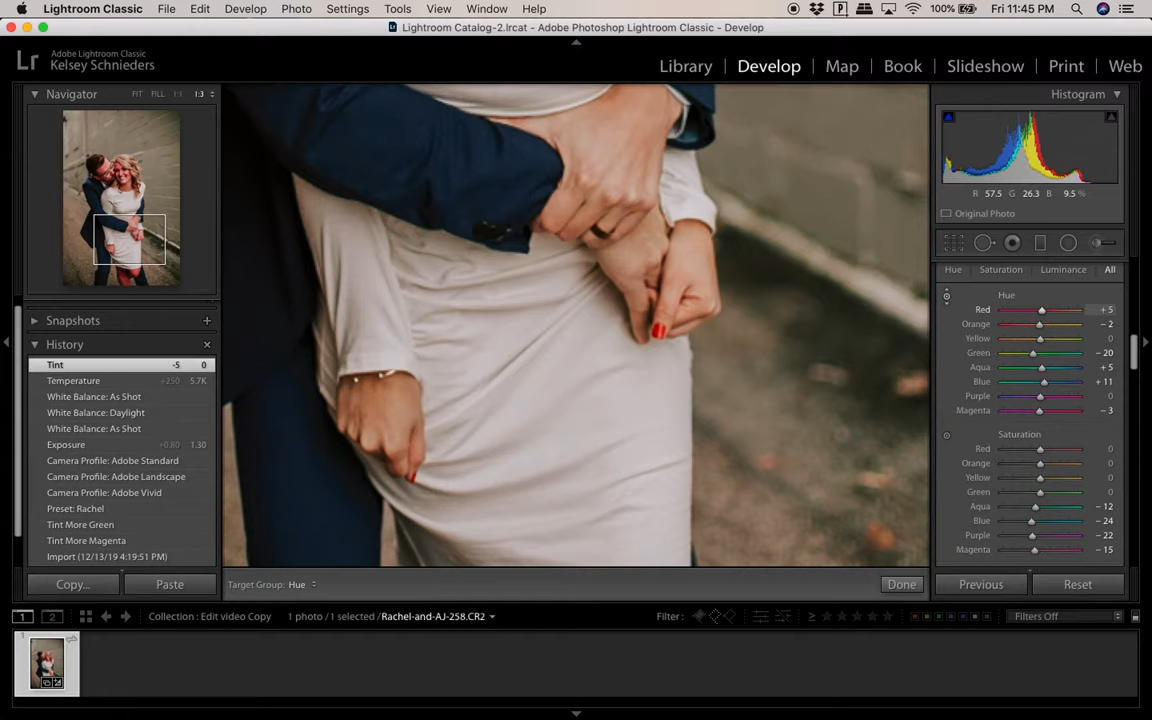 Lightroom Classic File Edit Develop Photo Settings Tools View Window Help 100% Fri 11:45 PM
Lightroom Catalog-2.lrcat - Adobe Photoshop Lightroom Classic - Develop
Lr Adobe Lightroom Classic
Kelsey Schnieders
Library | Develop | Map | Book | Slideshow | Print | Web
Navigator FIT FILL 1:1 1:3
Snapshots +
History ×
Tint -5 0
Temperature +250 5.7K
White Balance: As Shot
White Balance: Daylight
White Balance: As Shot
Exposure +0.80 1.30
Camera Profile: Adobe Standard
Camera Profile: Adobe Landscape
Camera Profile: Adobe Vivid
Preset: Rachel
Tint More Green
Tint More Magenta
Import (12/13/19 4:19:51 PM)
Copy... Paste
Target Group: Hue Done
Histogram
R 57.5 G 26.3 B 9.5 %
Original Photo
Hue Saturation Luminance All
Hue
Red + 5
Orange - 2
Yellow 0
Green - 20
Aqua + 5
Blue + 11
Purple 0
Magenta - 3
Saturation
Red 0
Orange 0
Yellow 0
Green 0
Aqua - 12
Blue - 24
Purple - 22
Magenta - 15
Previous Reset
1 2 Collection : Edit video Copy 1 photo / 1 selected / Rachel-and-AJ-258.CR2 Filter : ≥ Filters Off
1